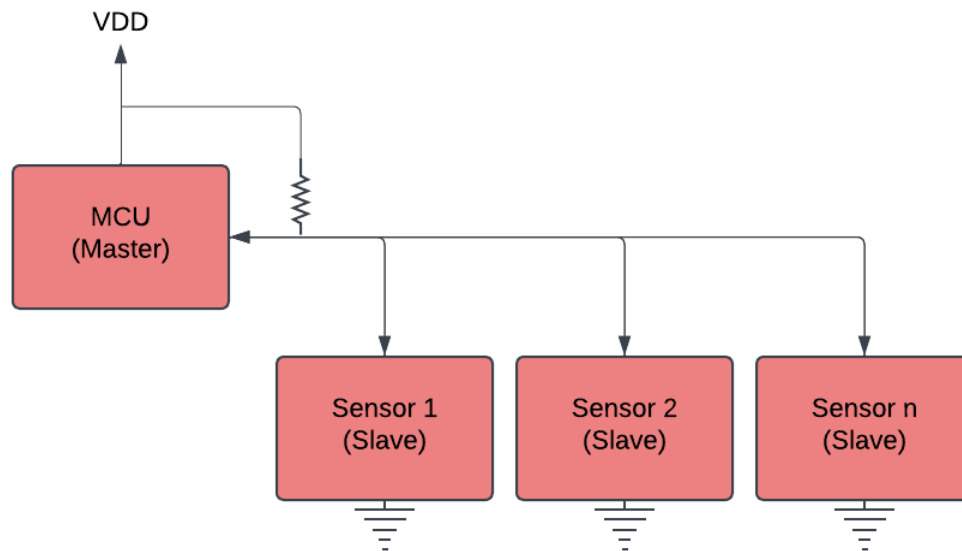 VDD
MCU
(Master)
Sensor 1
(Slave)
Sensor 2
(Slave)
Sensor n
(Slave)